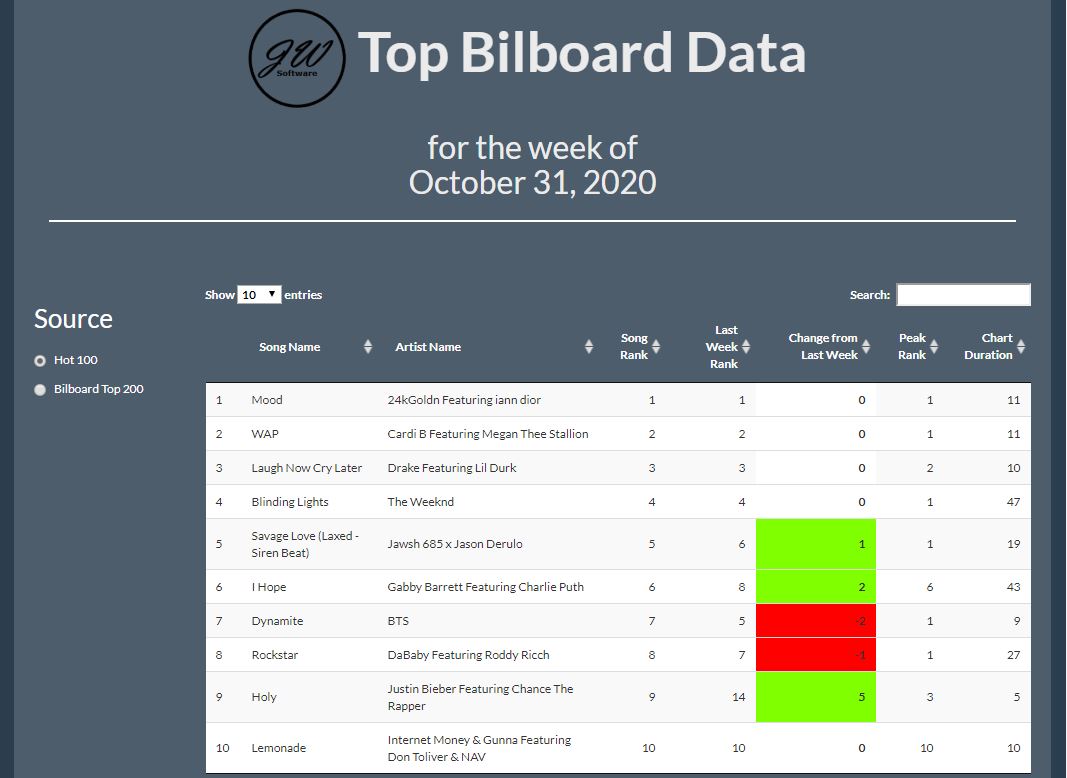 JW
Software
Top Bilboard Data
for the week of
October 31, 2020
Source
Hot 100
Bilboard Top 200
Show 10 entries
Search:
Song Name Artist Name Song Rank Last Week Rank Change from Last Week Peak Rank Chart Duration
1 Mood 24kGoldn Featuring iann dior 1 1 0 1 11
2 WAP Cardi B Featuring Megan Thee Stallion 2 2 0 1 11
3 Laugh Now Cry Later Drake Featuring Lil Durk 3 3 0 2 10
4 Blinding Lights The Weeknd 4 4 0 1 47
5 Savage Love (Laxed - Siren Beat) Jawsh 685 x Jason Derulo 5 6 1 1 19
6 I Hope Gabby Barrett Featuring Charlie Puth 6 8 2 6 43
7 Dynamite BTS 7 5 -2 1 9
8 Rockstar DaBaby Featuring Roddy Ricch 8 7 -1 1 27
9 Holy Justin Bieber Featuring Chance The Rapper 9 14 5 3 5
10 Lemonade Internet Money & Gunna Featuring Don Toliver & NAV 10 10 0 10 10